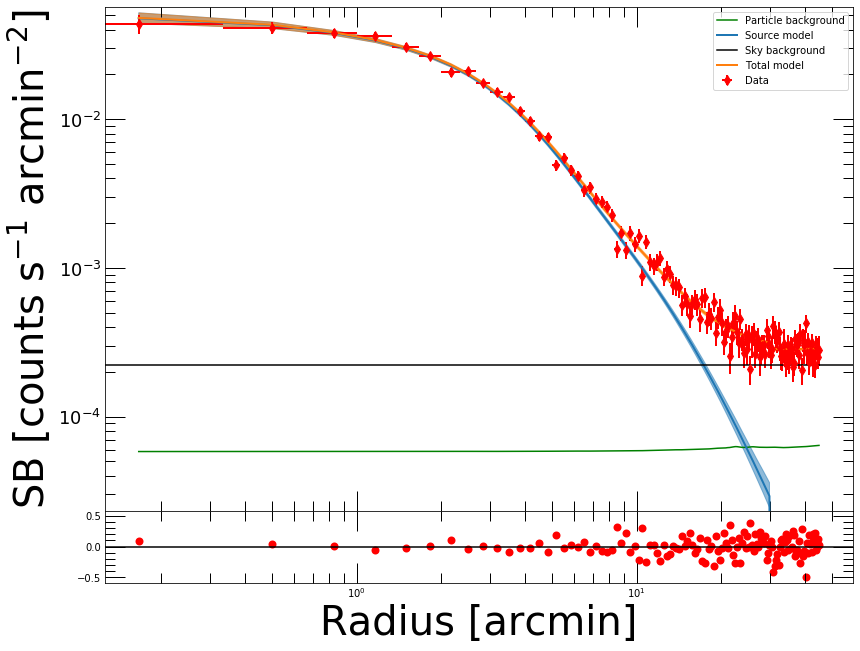 SB [counts s⁻¹ arcmin⁻²]
10⁻²
10⁻³
10⁻⁴
Particle background
Source model
Sky background
Total model
Data
0.5
0.0
−0.5
10⁰
10¹
Radius [arcmin]